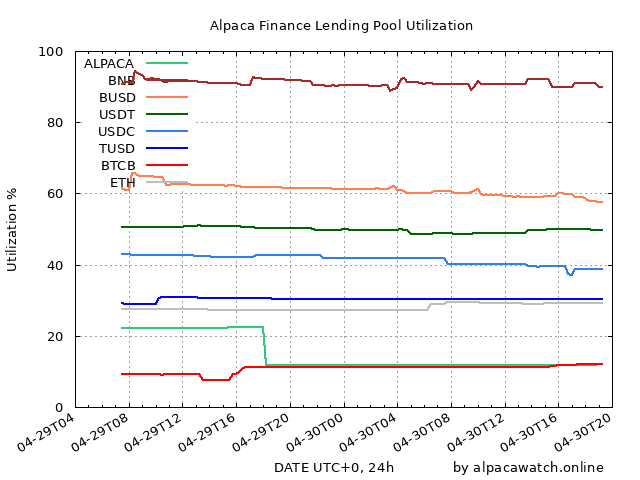 Alpaca Finance Lending Pool Utilization
100
80
60
40
20
0
Utilization %
ALPACA
BNB
BUSD
USDT
USDC
TUSD
BTCB
ETH
04-29T04
04-29T08
04-29T12
04-29T16
04-29T20
04-30T00
04-30T04
04-30T08
04-30T12
04-30T16
04-30T20
DATE UTC+0, 24h
by alpacawatch.online